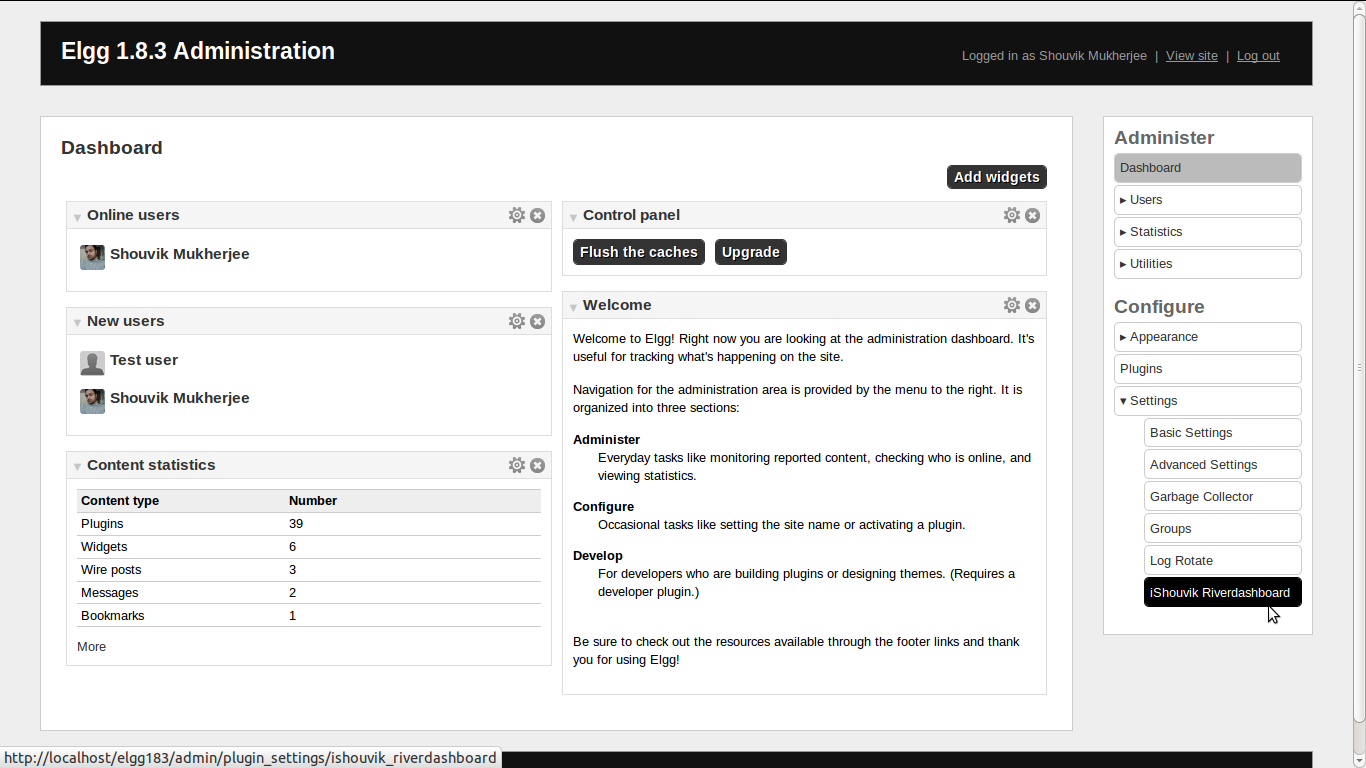 Elgg 1.8.3 Administration
Logged in as Shouvik Mukherjee | View site | Log out
Dashboard
Add widgets
Online users
Shouvik Mukherjee
New users
Test user
Shouvik Mukherjee
Content statistics
Content type Number
Plugins 39
Widgets 6
Wire posts 3
Messages 2
Bookmarks 1
More
Control panel
Flush the caches Upgrade
Welcome
Welcome to Elgg! Right now you are looking at the administration dashboard. It's
useful for tracking what's happening on the site.
Navigation for the administration area is provided by the menu to the right. It is
organized into three sections:
Administer
Everyday tasks like monitoring reported content, checking who is online, and
viewing statistics.
Configure
Occasional tasks like setting the site name or activating a plugin.
Develop
For developers who are building plugins or designing themes. (Requires a
developer plugin.)
Be sure to check out the resources available through the footer links and thank
you for using Elgg!
Administer
Dashboard
▸ Users
▸ Statistics
▸ Utilities
Configure
▸ Appearance
Plugins
▾ Settings
Basic Settings
Advanced Settings
Garbage Collector
Groups
Log Rotate
iShouvik Riverdashboard
http://localhost/elgg183/admin/plugin_settings/ishouvik_riverdashboard